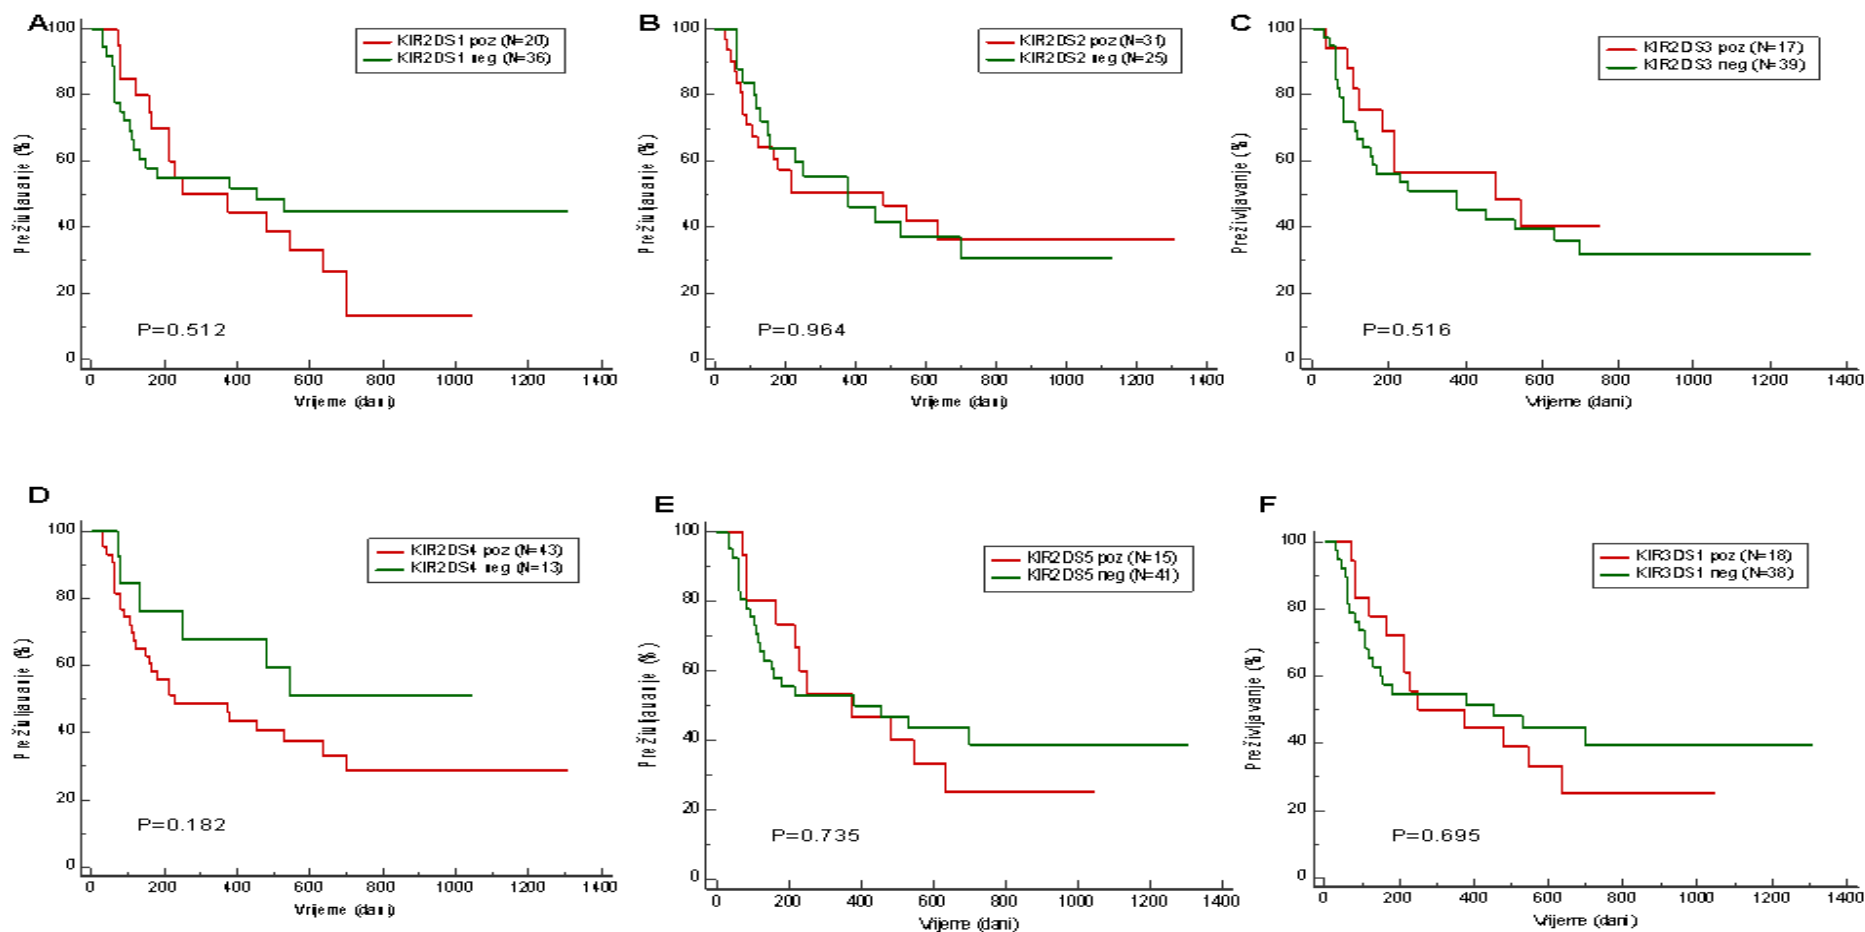 A
Preživljavanje (%)
100
80
60
40
20
0
KIR2DS1 poz (N=20)
KIR2DS1 neg (N=36)
P=0.512
0 200 400 600 800 1000 1200 1400
Vrijeme (dani)
B
Preživljavanje (%)
100
80
60
40
20
0
KIR2DS2 poz (N=31)
KIR2DS2 neg (N=25)
P=0.964
0 200 400 600 800 1000 1200 1400
Vrijeme (dani)
C
Preživljavanje (%)
100
80
60
40
20
0
KIR2DS3 poz (N=17)
KIR2DS3 neg (N=39)
P=0.516
0 200 400 600 800 1000 1200 1400
Vrijeme (dani)
D
Preživljavanje (%)
100
80
60
40
20
0
KIR2DS4 poz (N=43)
KIR2DS4 neg (N=13)
P=0.182
0 200 400 600 800 1000 1200 1400
Vrijeme (dani)
E
Preživljavanje (%)
100
80
60
40
20
0
KIR2DS5 poz (N=15)
KIR2DS5 neg (N=41)
P=0.735
0 200 400 600 800 1000 1200 1400
Vrijeme (dani)
F
Preživljavanje (%)
100
80
60
40
20
0
KIR3DS1 poz (N=18)
KIR3DS1 neg (N=38)
P=0.695
0 200 400 600 800 1000 1200 1400
Vrijeme (dani)